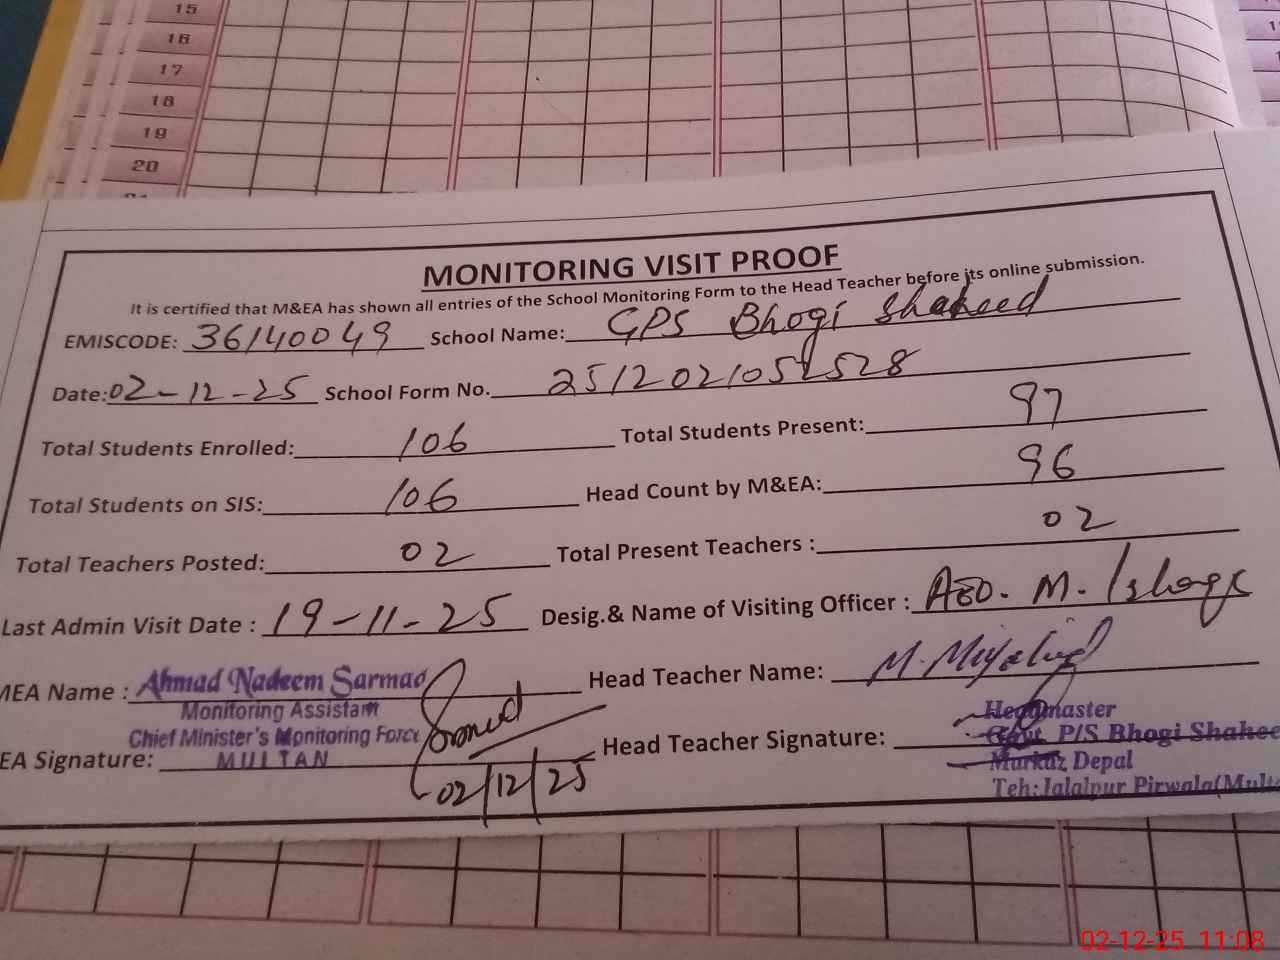 15
16
17
18
19
20
MONITORING VISIT PROOF
It is certified that M&EA has shown all entries of the School Monitoring Form to the Head Teacher before its online submission.
EMISCODE: 36140049 School Name: GPS Bhogi Shaheed
Date: 02-12-25 School Form No. 2512021052528
Total Students Enrolled: 106 Total Students Present: 97
Total Students on SIS: 106 Head Count by M&EA: 96
Total Teachers Posted: 02 Total Present Teachers : 02
Last Admin Visit Date : 19-11-25 Desig.& Name of Visiting Officer : AEO. M.
MEA Name : Ahmad Nadeem Sarmad Head Teacher Name: M.
Monitoring Assistant
Chief Minister's Monitoring Force
EA Signature: MULTAN Head Teacher Signature:
02/12/25
Headmaster
Govt P/S Bhogi Shahee
Markaz Depal
Teh: Jalalpur Pirwala(Mult
02-12-25 11:08